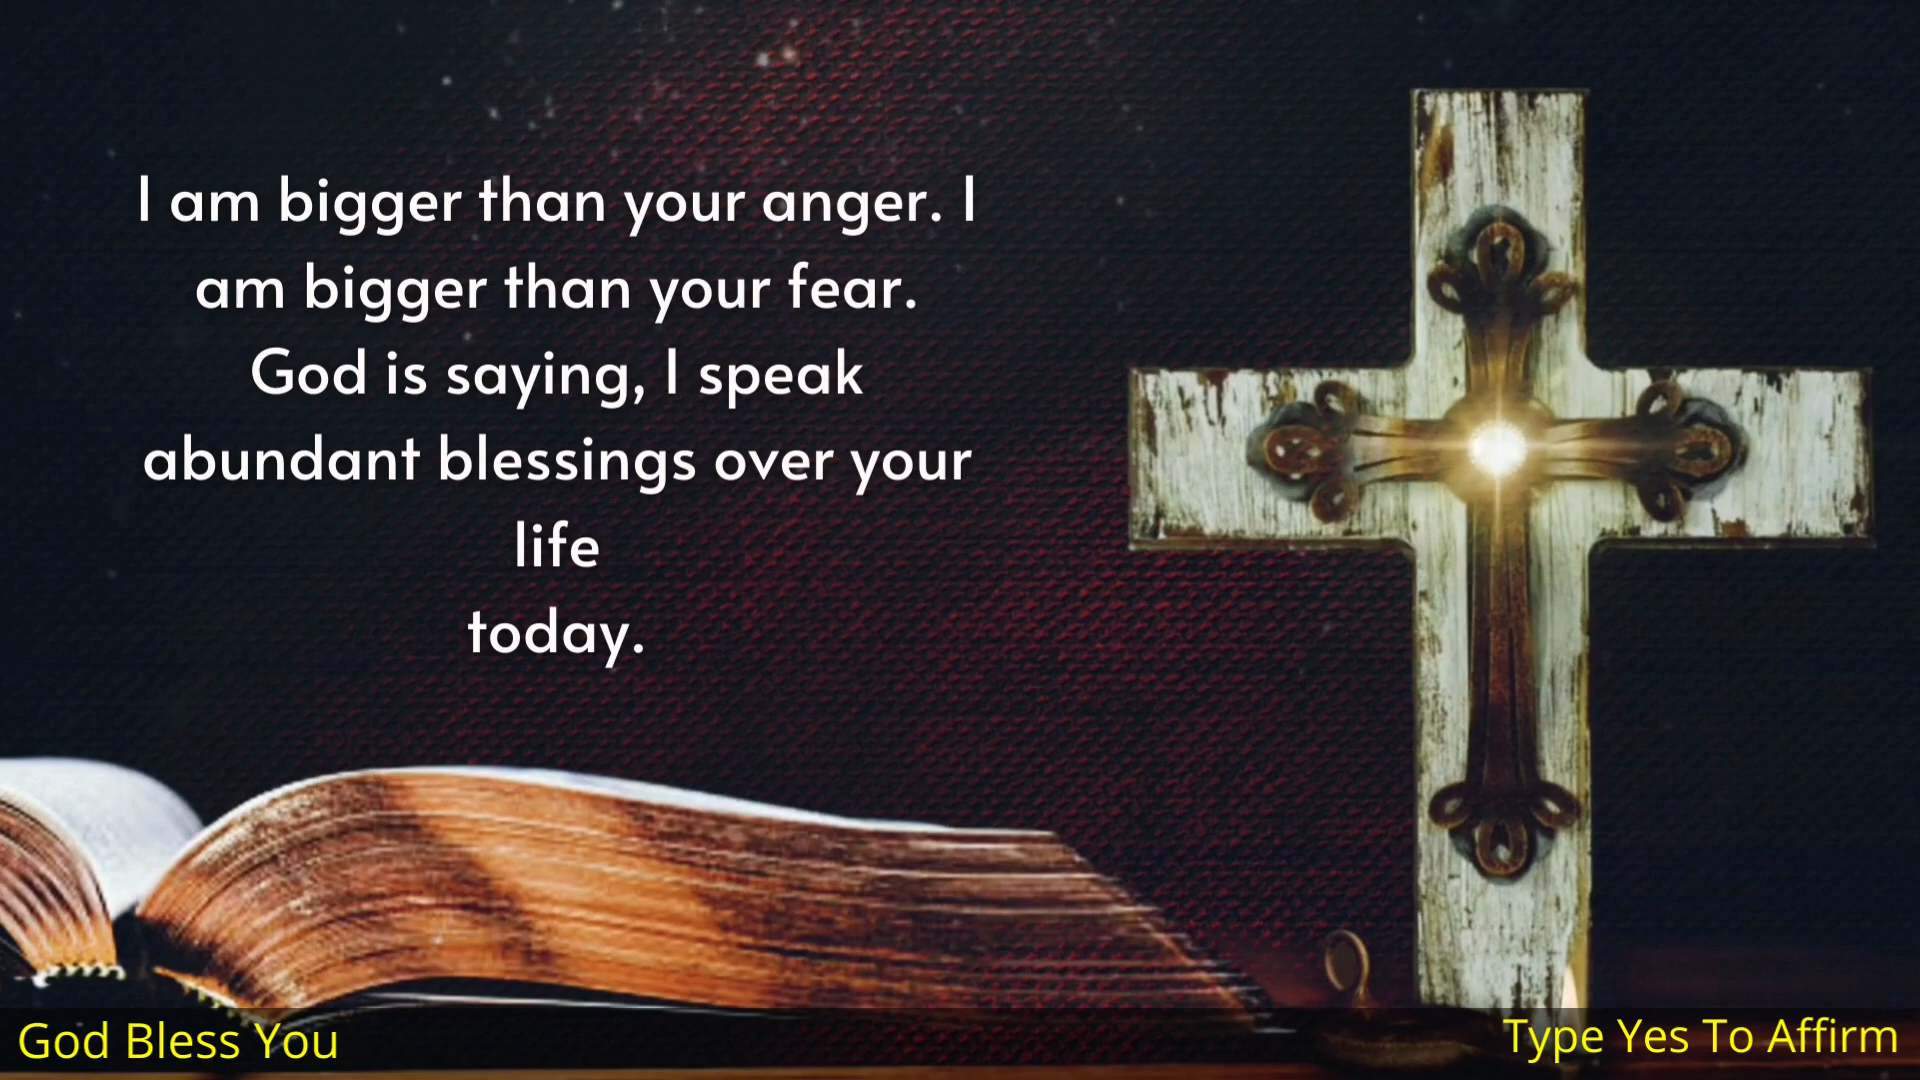 I am bigger than your anger. I
am bigger than your fear.
God is saying, I speak
abundant blessings over your
life
today.
God Bless You
Type Yes To Affirm